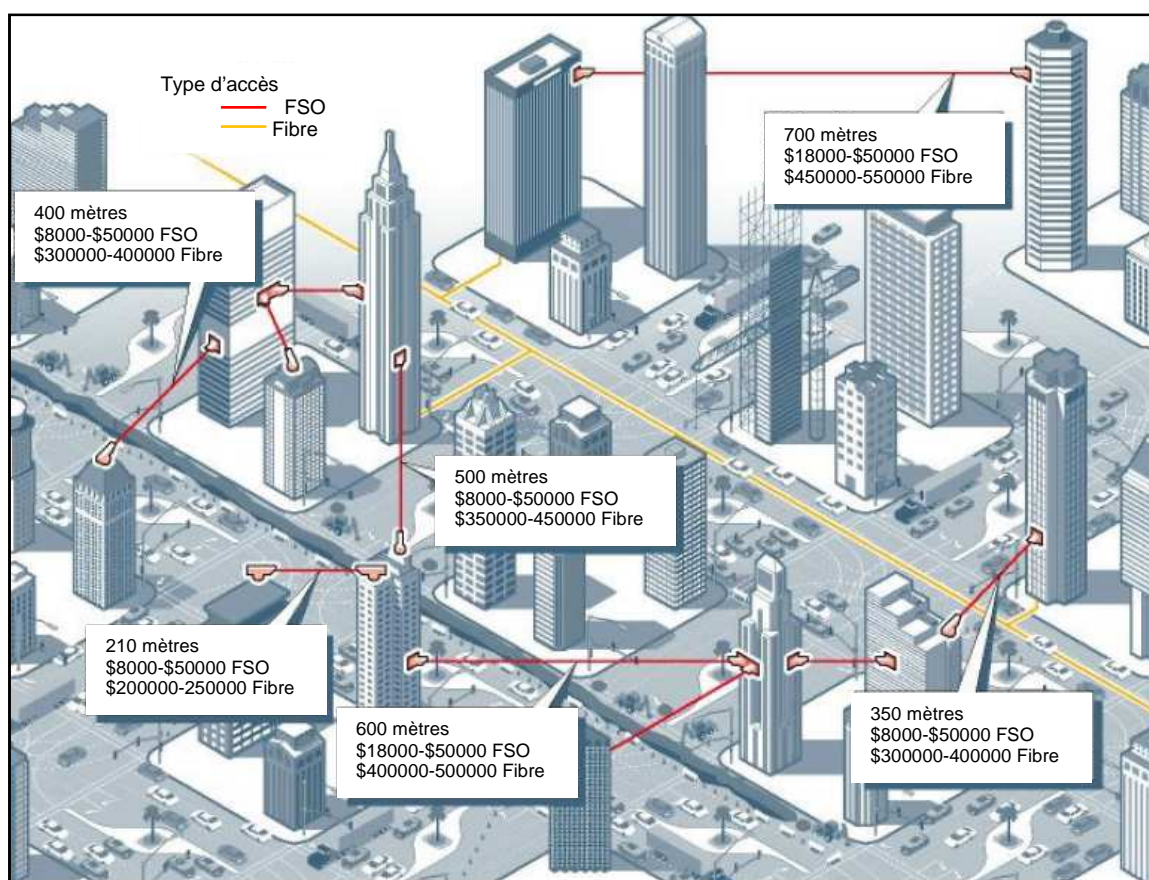 Type d’accès
FSO
Fibre
700 mètres
$18000-$50000 FSO
$450000-550000 Fibre
400 mètres
$8000-$50000 FSO
$300000-400000 Fibre
500 mètres
$8000-$50000 FSO
$350000-450000 Fibre
210 mètres
$8000-$50000 FSO
$200000-250000 Fibre
600 mètres
$18000-$50000 FSO
$400000-500000 Fibre
350 mètres
$8000-$50000 FSO
$300000-400000 Fibre